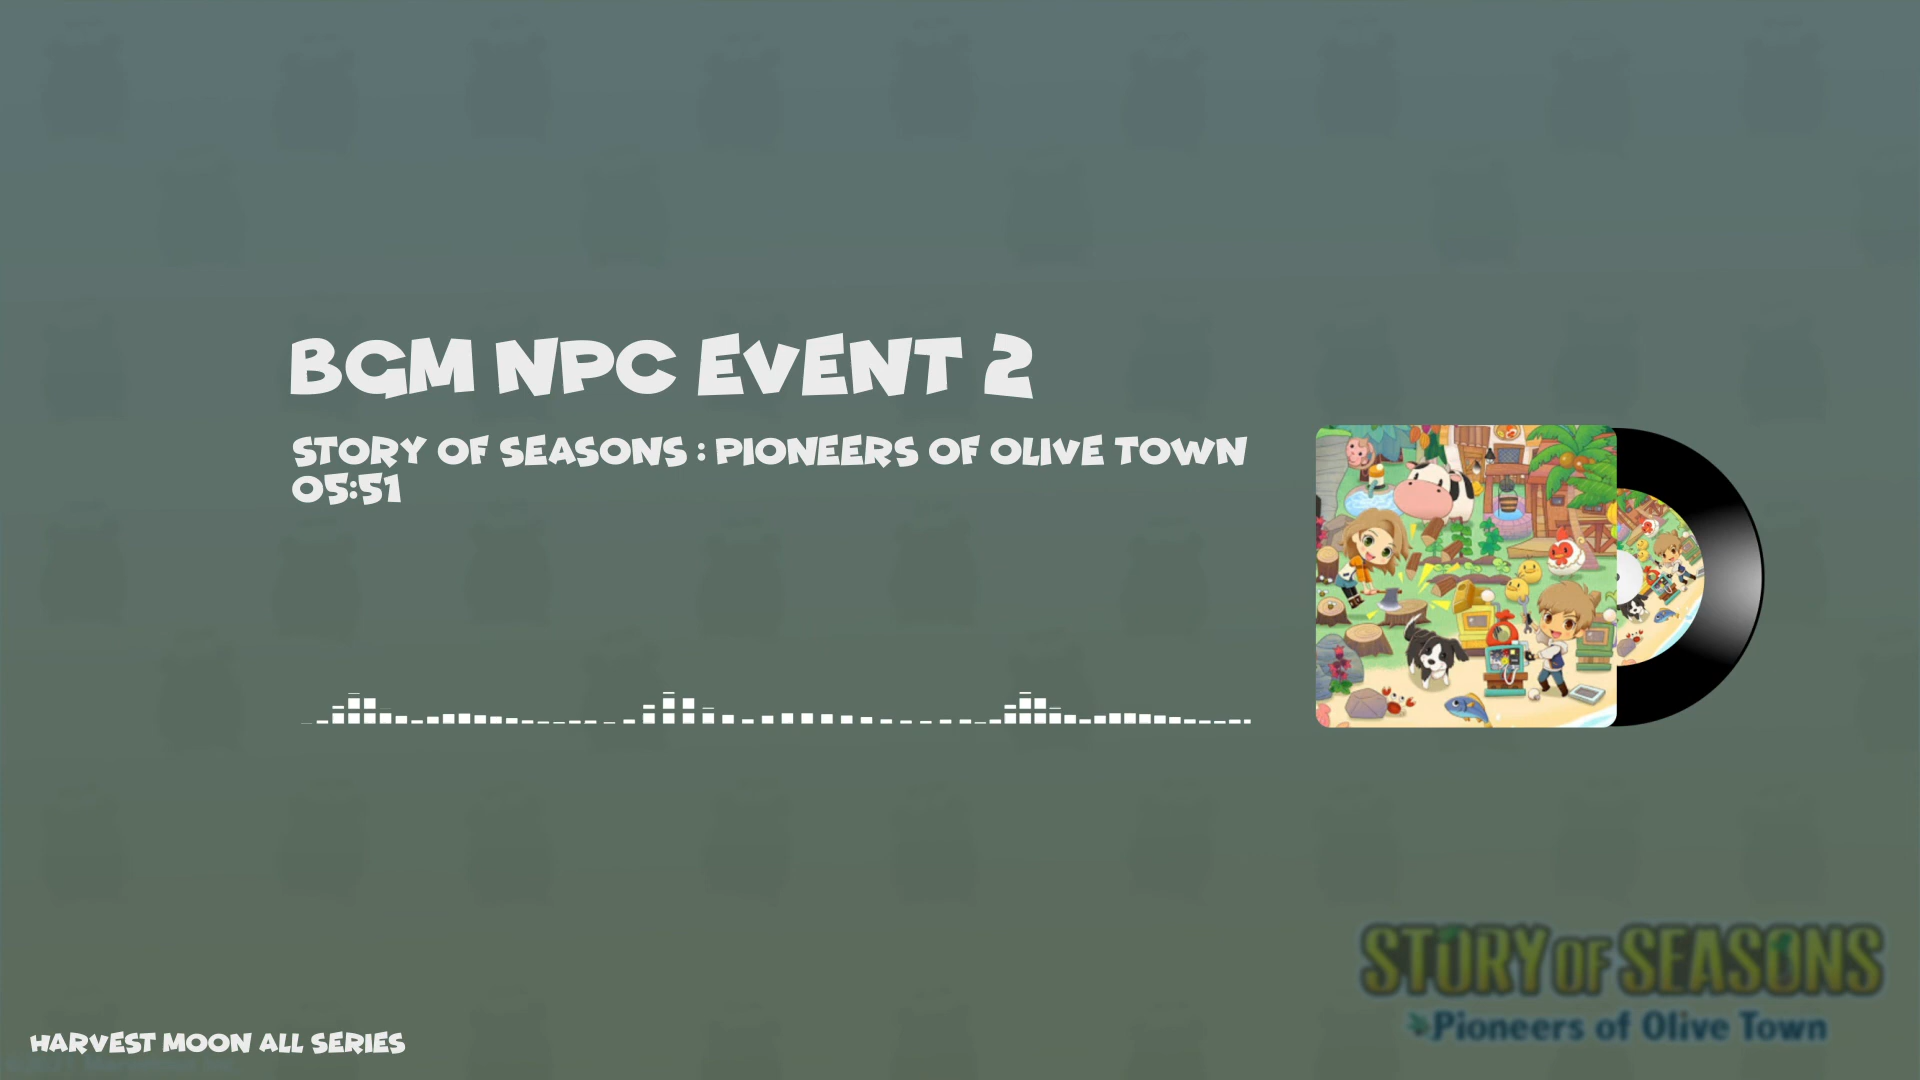 BGM NPC EVENT 2
STORY OF SEASONS : PIONEERS OF OLIVE TOWN
05:51
STORY OF SEASONS
Pioneers of Olive Town
HARVEST MOON ALL SERIES